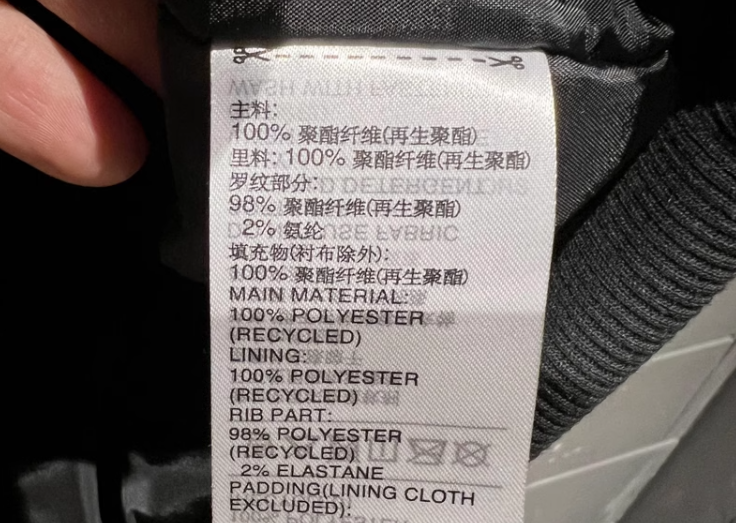 主料:
100% 聚酯纤维(再生聚酯)
里料: 100% 聚酯纤维(再生聚酯)
罗纹部分:
98% 聚酯纤维(再生聚酯)
2% 氨纶
填充物(衬布除外):
100% 聚酯纤维(再生聚酯)
MAIN MATERIAL:
100% POLYESTER
(RECYCLED)
LINING:
100% POLYESTER
(RECYCLED)
RIB PART:
98% POLYESTER
(RECYCLED)
2% ELASTANE
PADDING(LINING CLOTH
EXCLUDED):